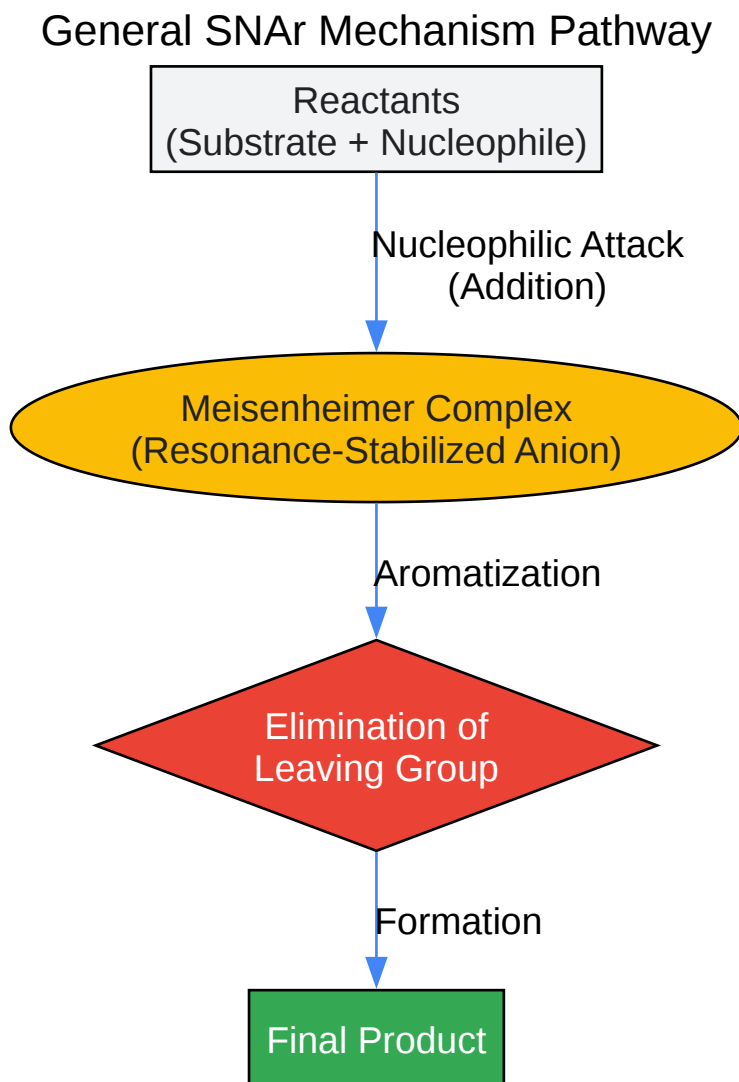 General SNAr Mechanism Pathway
Reactants
(Substrate + Nucleophile)
Nucleophilic Attack
(Addition)
Meisenheimer Complex
(Resonance-Stabilized Anion)
Aromatization
Elimination of
Leaving Group
Formation
Final Product